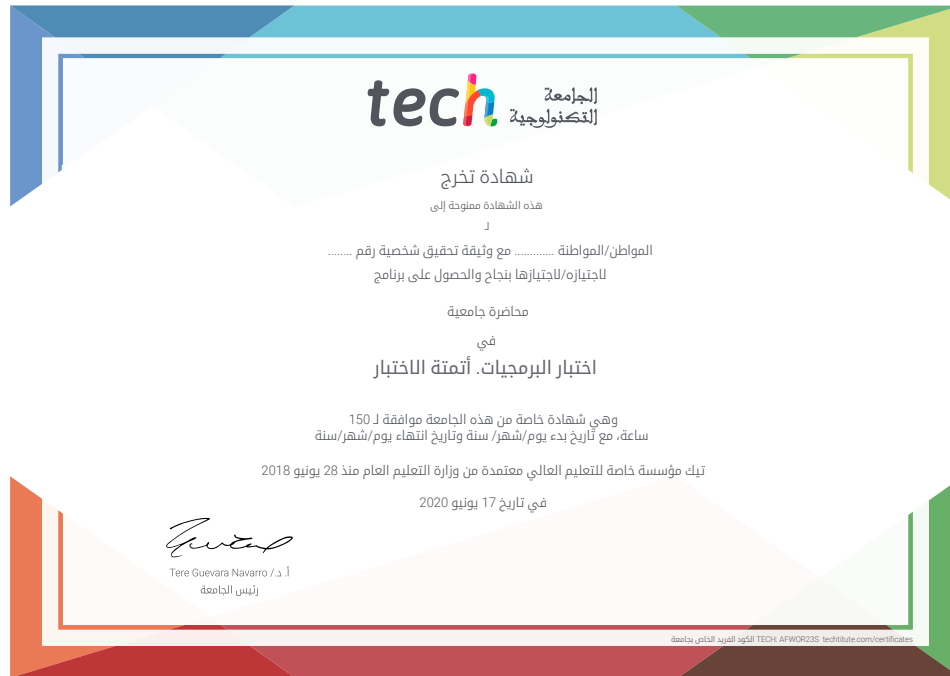 tech الجامعة
التكنولوجية
شهادة تخرج
هذه الشهادة ممنوحة إلى
لـ
المواطن/المواطنة ............ مع وثيقة تحقيق شخصية رقم ........
لاجتيازه/لاجتيازها بنجاح والحصول على برنامج
محاضرة جامعية
في
اختبار البرمجيات. أتمتة الاختبار
وهي شهادة خاصة من هذه الجامعة موافقة لـ 150
ساعة، مع تاريخ بدء يوم/شهر/ سنة وتاريخ انتهاء يوم/شهر/سنة
تيك مؤسسة خاصة للتعليم العالي معتمدة من وزارة التعليم العام منذ 28 يونيو 2018
في تاريخ 17 يونيو 2020
أ. د./ Tere Guevara Navarro
رئيس الجامعة
الكود الفريد الخاص بجامعة TECH: AFWOR23S techtitute.com/certificates